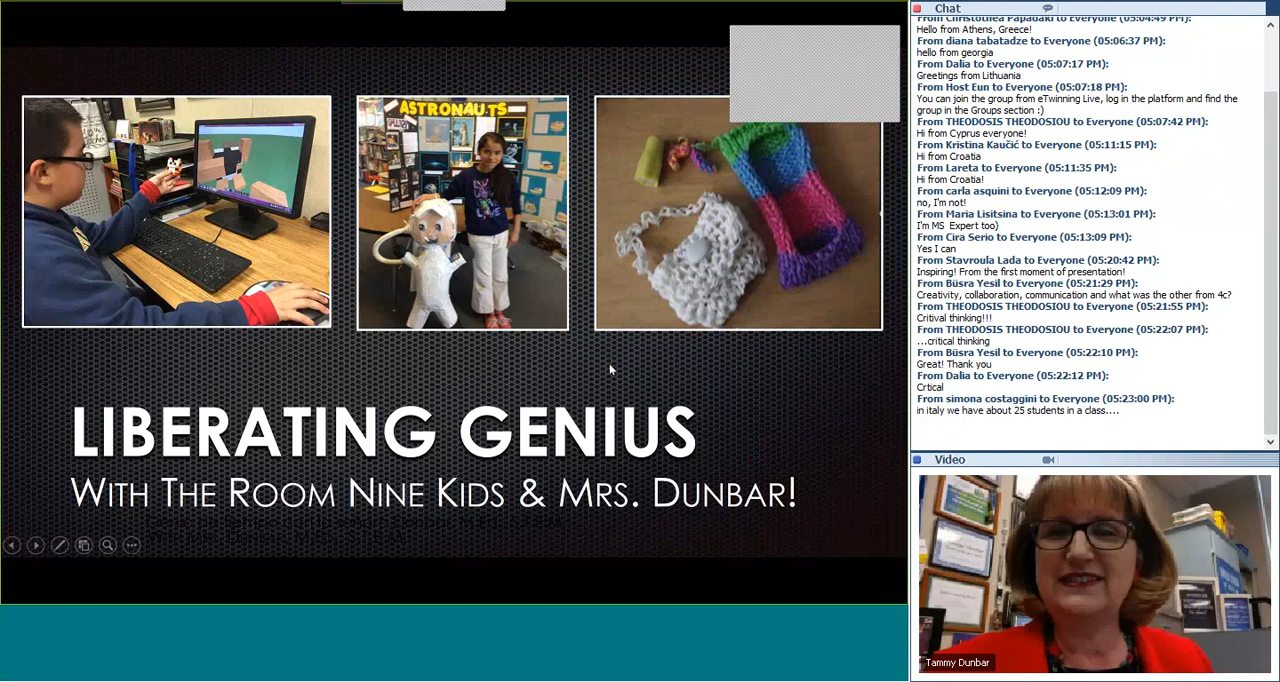 ASTRONAUTS
LIBERATING GENIUS
WITH THE ROOM NINE KIDS & MRS. DUNBAR!
Chat
From Christothea Papadaki to Everyone (05:04:49 PM):
Hello from Athens, Greece!
From diana tabatadze to Everyone (05:06:37 PM):
hello from georgia
From Dalia to Everyone (05:07:17 PM):
Greetings from Lithuania
From Host Eun to Everyone (05:07:18 PM):
You can join the group from eTwinning Live, log in the platform and find the
group in the Groups section :)
From THEODOSIS THEODOSIOU to Everyone (05:07:42 PM):
Hi from Cyprus everyone!
From Kristina Kaučić to Everyone (05:11:15 PM):
Hi from Croatia
From Lareta to Everyone (05:11:35 PM):
Hi from Croatia!
From carla asquini to Everyone (05:12:09 PM):
no, I'm not!
From Maria Lisitsina to Everyone (05:13:01 PM):
I'm MS Expert too)
From Cira Serio to Everyone (05:13:09 PM):
Yes I can
From Stavroula Lada to Everyone (05:20:42 PM):
Inspiring! From the first moment of presentation!
From Büsra Yesil to Everyone (05:21:29 PM):
Creativity, collaboration, communication and what was the other from 4c?
From THEODOSIS THEODOSIOU to Everyone (05:21:55 PM):
Critival thinking!!!
From THEODOSIS THEODOSIOU to Everyone (05:22:07 PM):
...critical thinking
From Büsra Yesil to Everyone (05:22:10 PM):
Great! Thank you
From Dalia to Everyone (05:22:12 PM):
Crtical
From simona costaggini to Everyone (05:23:00 PM):
in italy we have about 25 students in a class....
Video
Tammy Dunbar